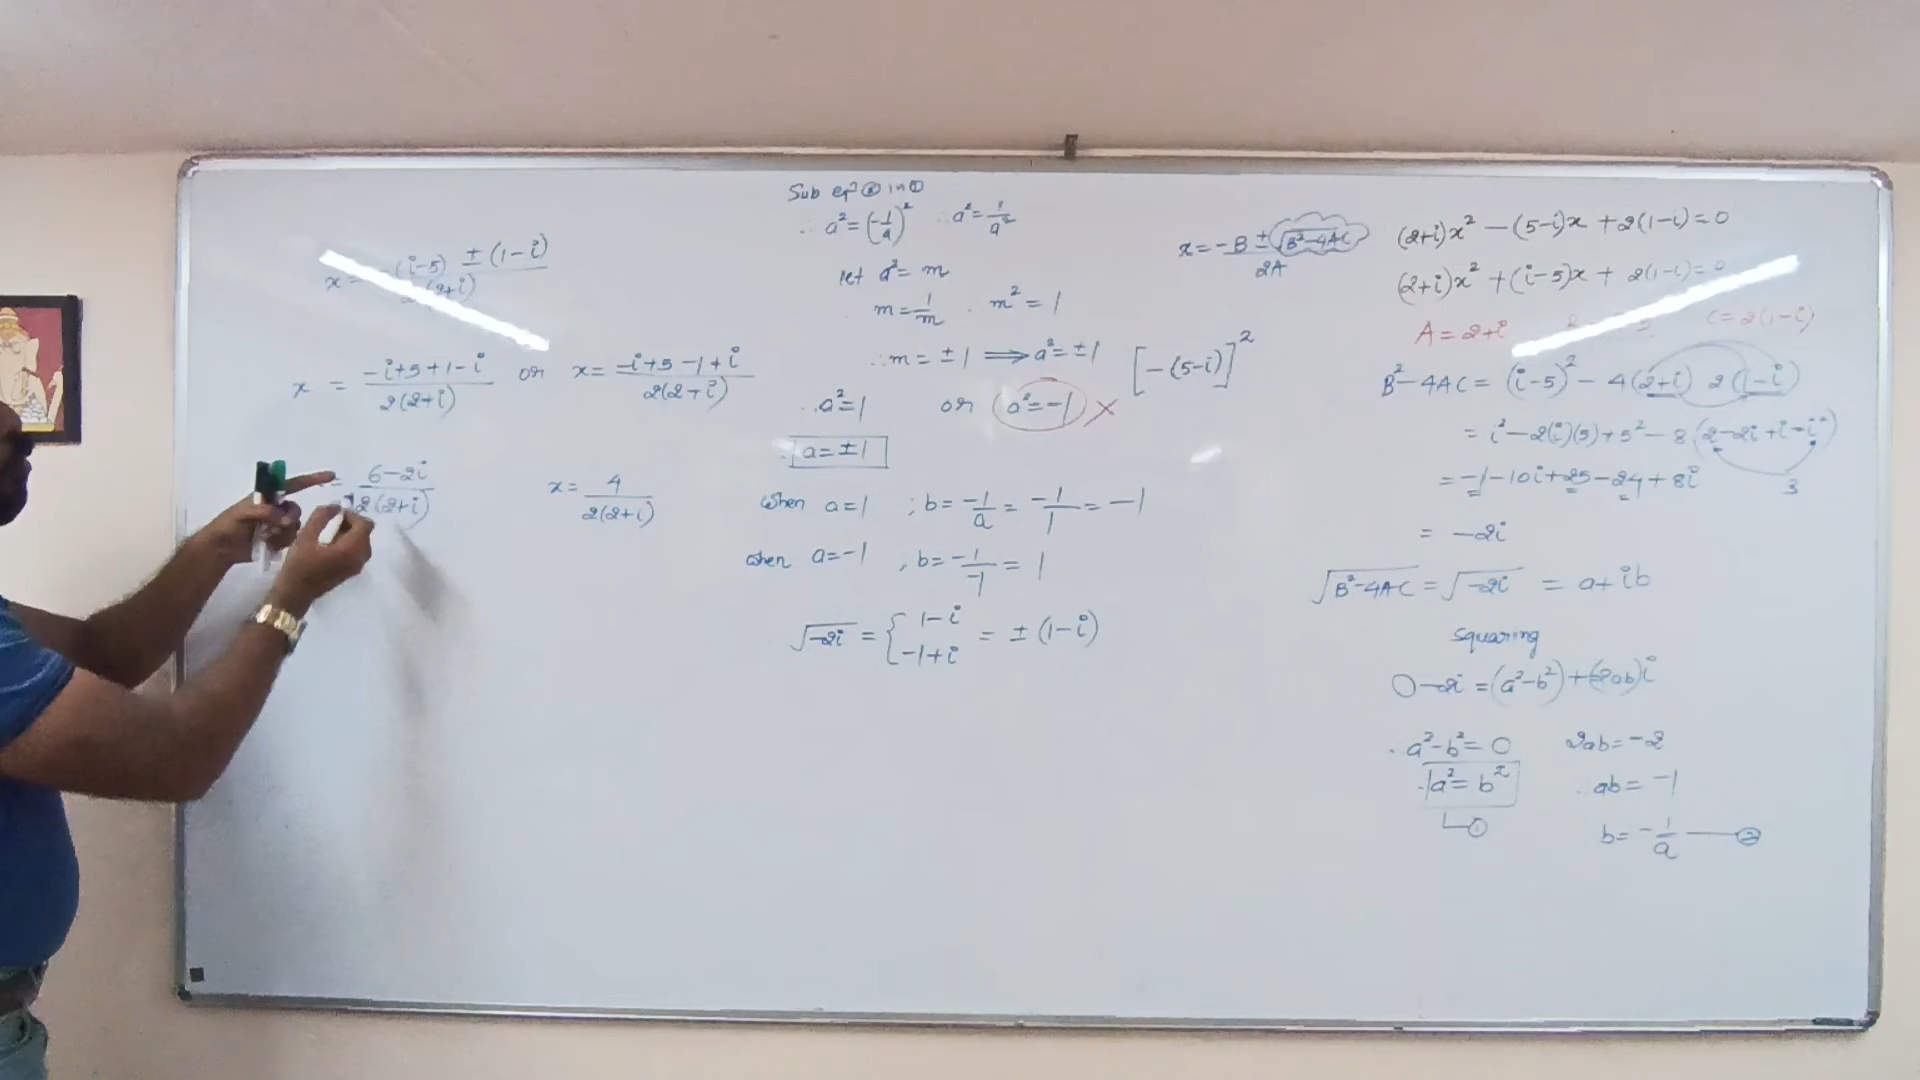 (2+i)x² − (5−i)x + 2(1−i) = 0
(2+i)x² + (i−5)x + 2(1−i) = 0
A = 2+i C = 2(1−i)
x = −B ± √B²−4AC / 2A
[−(5−i)]²
B²−4AC = (i−5)² − 4(2+i) 2(1−i)
= i² − 2(i)(5) + 5² − 8(2−2i+i−i²)
= −1−10i+25−24+8i
3
= −2i
√B²−4AC = √−2i = a+ib
Squaring
0−2i = (a²−b²) + (2ab)i
∴ a²−b² = 0 2ab = −2
∴ a² = b² ∴ ab = −1
①
b = −1/a —— ②
Sub eqⁿ ② in ①
∴ a² = (−1/a)² ∴ a² = 1/a²
let a² = m
m = 1/m ∴ m² = 1
∴ m = ±1 ⟹ a² = ±1
∴ a² = 1 or a² = −1 ×
a = ±1
when a = 1 ; b = −1/a = −1/1 = −1
when a = −1 , b = −1/−1 = 1
√−2i = { 1−i
−1+i = ± (1−i)
x = −(i−5) ± (1−i) / 2(2+i)
x = −i+5+1−i / 2(2+i) or x = −i+5−1+i / 2(2+i)
= 6−2i / 2(2+i) x = 4 / 2(2+i)